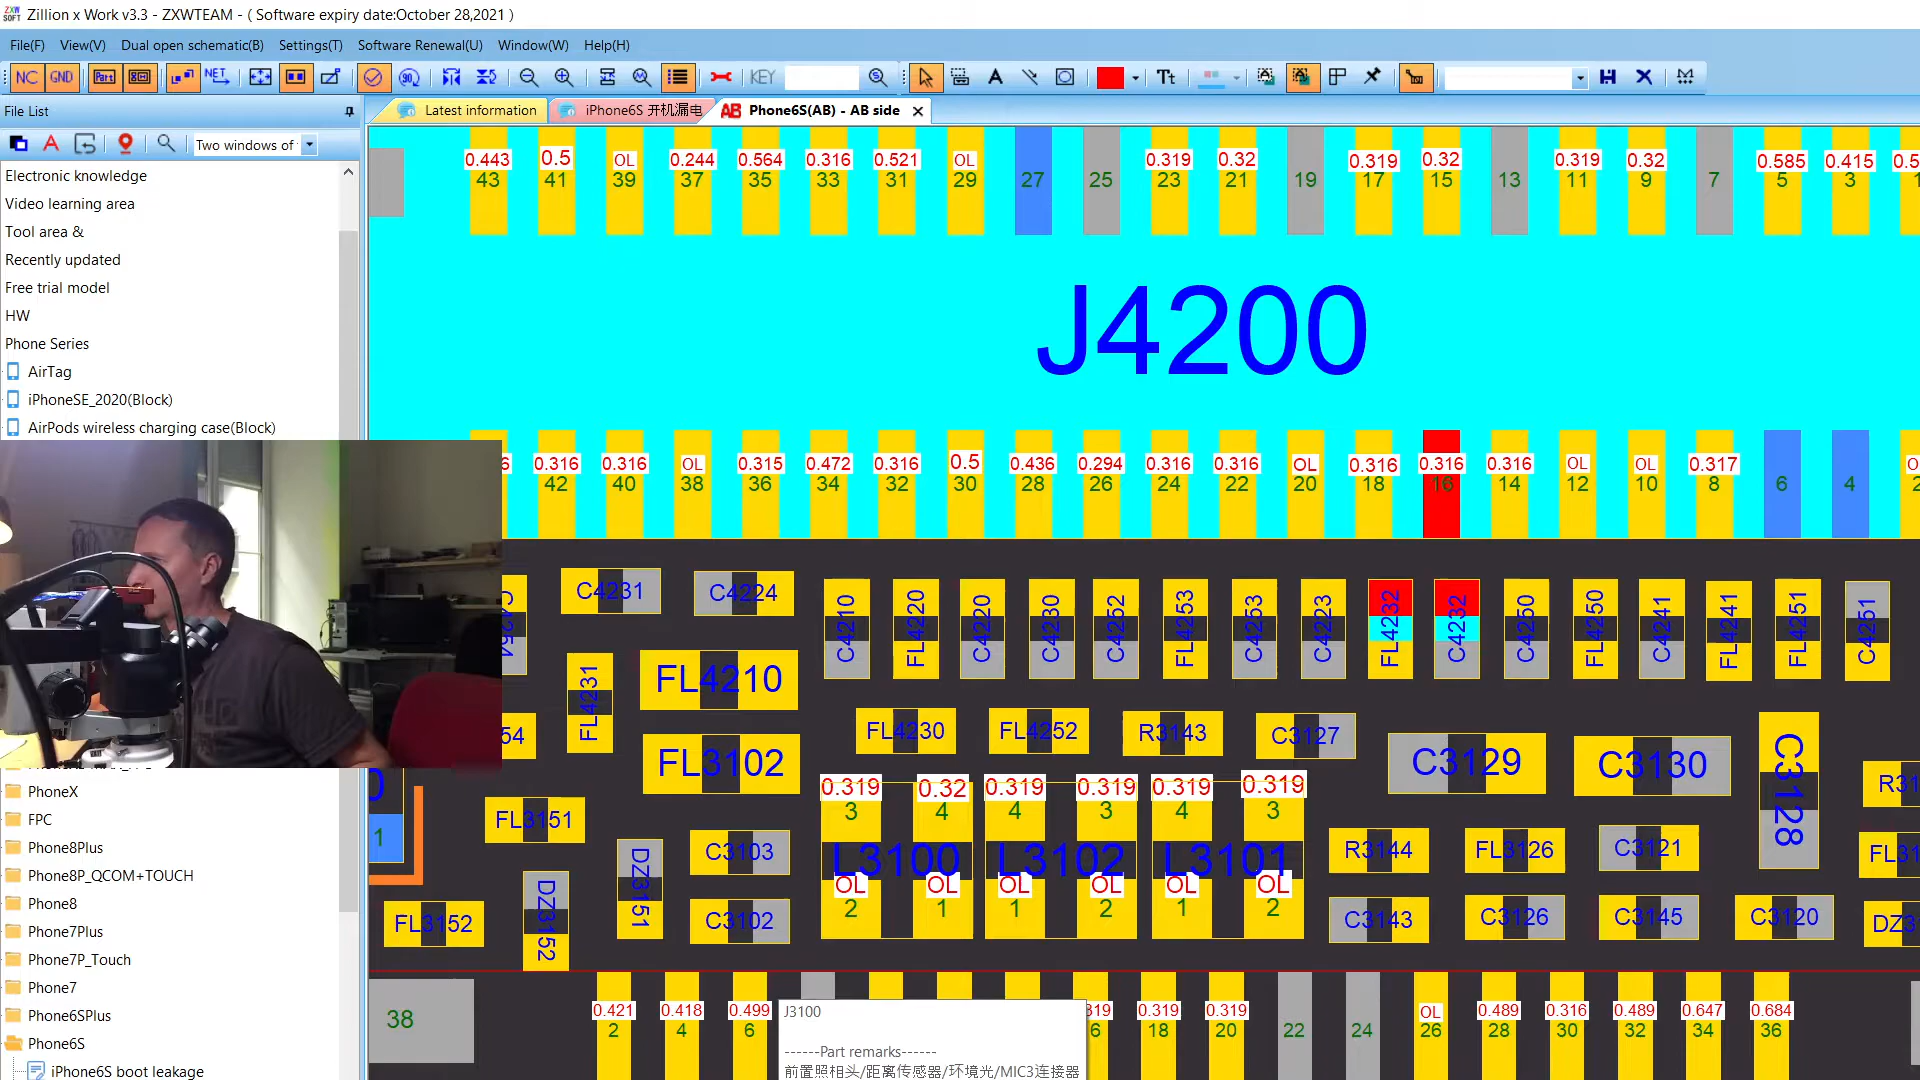 Zillion x Work v3.3 - ZXWTEAM - ( Software expiry date:October 28,2021 )
File(F) View(V) Dual open schematic(B) Settings(T) Software Renewal(U) Window(W) Help(H)
NC GND Part NET 90 KEY A Tt
File List
Latest information
iPhone6S 开机漏电
AB Phone6S(AB) - AB side
A Two windows of
Electronic knowledge
Video learning area
Tool area &
Recently updated
Free trial model
HW
Phone Series
AirTag
iPhoneSE_2020(Block)
AirPods wireless charging case(Block)
PhoneX
FPC
Phone8Plus
Phone8P_QCOM+TOUCH
Phone8
Phone7Plus
Phone7P_Touch
Phone7
Phone6SPlus
Phone6S
iPhone6S boot leakage
0.443 0.5 OL 0.244 0.564 0.316 0.521 OL 0.319 0.32 0.319 0.32 0.319 0.32 0.585 0.415
43 41 39 37 35 33 31 29 27 25 23 21 19 17 15 13 11 9 7 5 3
J4200
0.316 0.316 OL 0.315 0.472 0.316 0.5 0.436 0.294 0.316 0.316 OL 0.316 0.316 0.316 OL OL 0.317
42 40 38 36 34 32 30 28 26 24 22 20 18 16 14 12 10 8 6 4 2
C4231 C4224 C4210 FL4220 C4220 C4230 C4252 FL4253 C4253 C4223 FL4232 C4232 C4250 FL4250 C4241 FL4241 FL4251 C4251
FL4231 FL4210
54 FL4230 FL4252 R3143 C3127
FL3102 C3129 C3130 C3128
0.319 0.32 0.319 0.319 0.319 0.319
3 4 4 3 4 3
1 FL3151 DZ3151 C3103 L3100 L3102 L3101 R3144 FL3126 C3121
OL OL OL OL OL OL
2 1 1 2 1 2
FL3152 DZ3152 C3102 C3143 C3126 C3145 C3120
38
0.421 0.418 0.499 0.319 0.319 OL 0.489 0.316 0.489 0.647 0.684
2 4 6 18 20 22 24 26 28 30 32 34 36
J3100
------Part remarks------
前置照相头/距离传感器/环境光/MIC3连接器